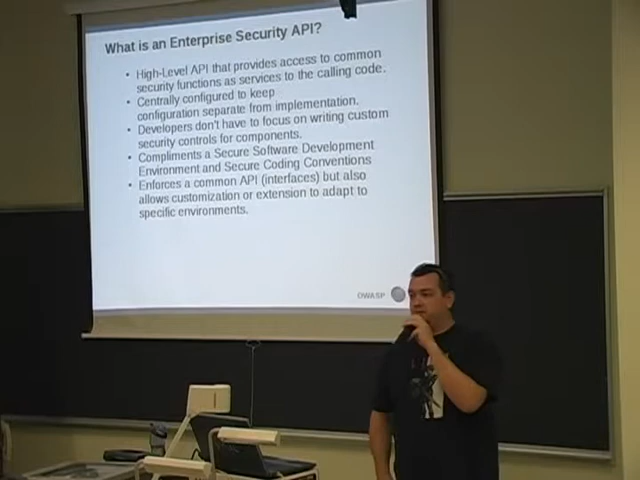 What is an Enterprise Security API?
• High-Level API that provides access to common
security functions as services to the calling code.
• Centrally configured to keep
configuration separate from implementation.
• Developers don't have to focus on writing custom
security controls for components.
• Compliments a Secure Software Development
Environment and Secure Coding Conventions
• Enforces a common API (interfaces) but also
allows customization or extension to adapt to
specific environments.
OWASP